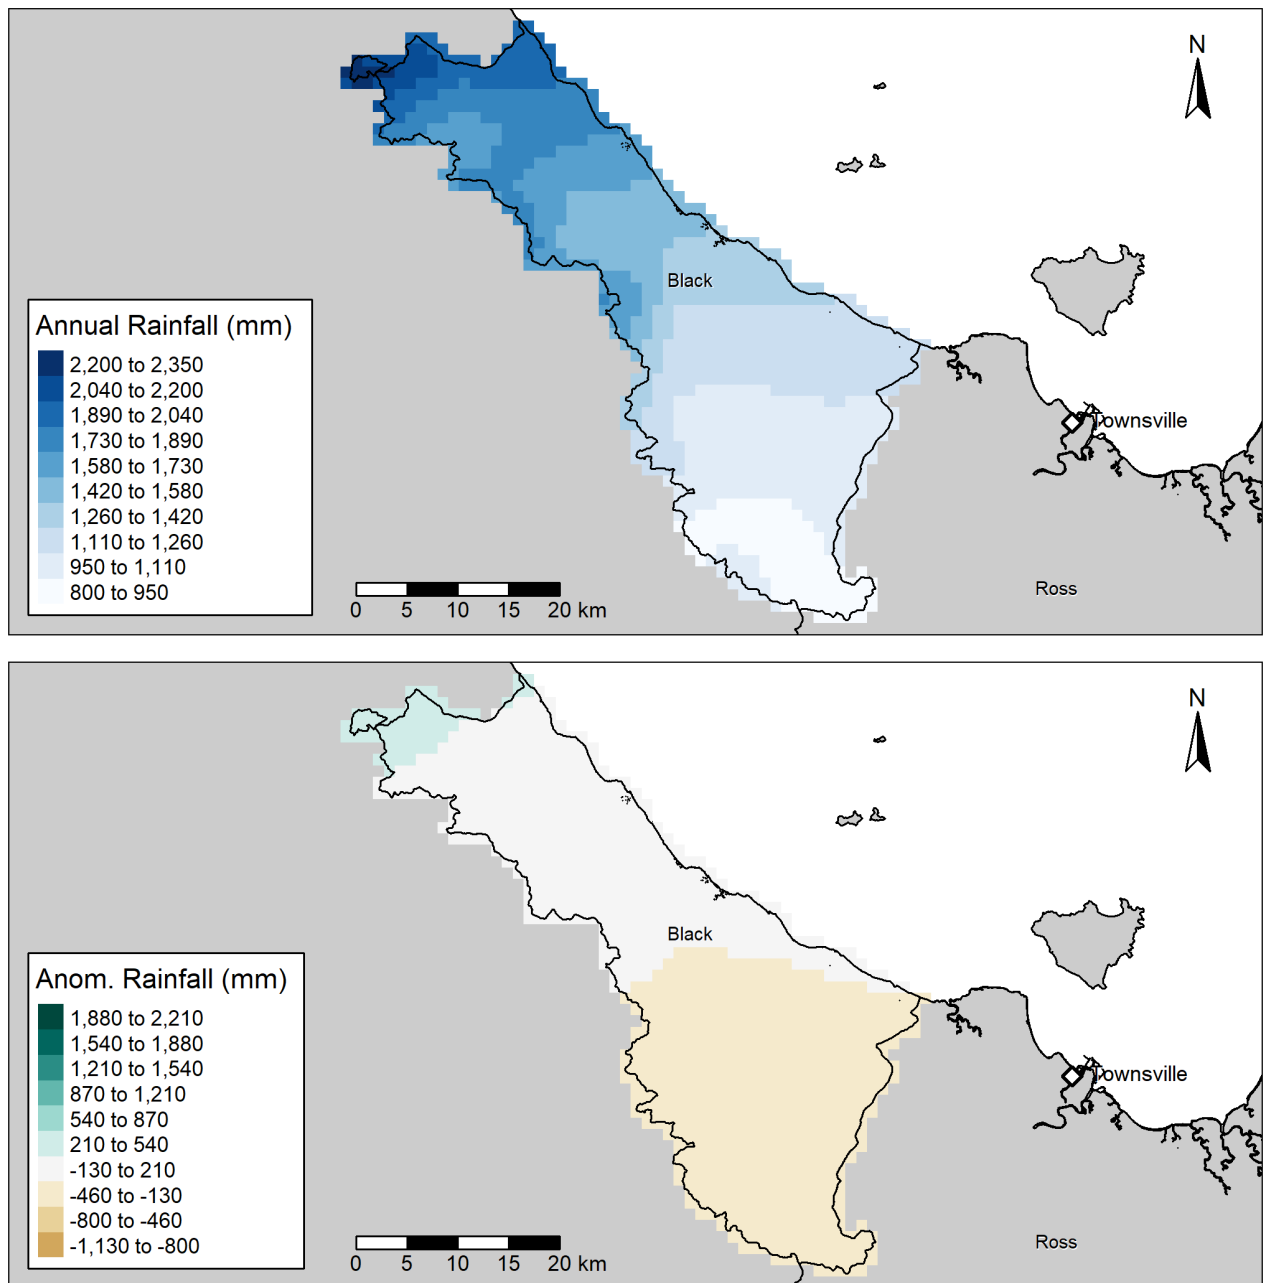 N
Black
Annual Rainfall (mm)
2,200 to 2,350
2,040 to 2,200
1,890 to 2,040
1,730 to 1,890
1,580 to 1,730
1,420 to 1,580
1,260 to 1,420
1,110 to 1,260
950 to 1,110
800 to 950
Townsville
Ross
0 5 10 15 20 km
N
Black
Anom. Rainfall (mm)
1,880 to 2,210
1,540 to 1,880
1,210 to 1,540
870 to 1,210
540 to 870
210 to 540
-130 to 210
-460 to -130
-800 to -460
-1,130 to -800
Townsville
Ross
0 5 10 15 20 km